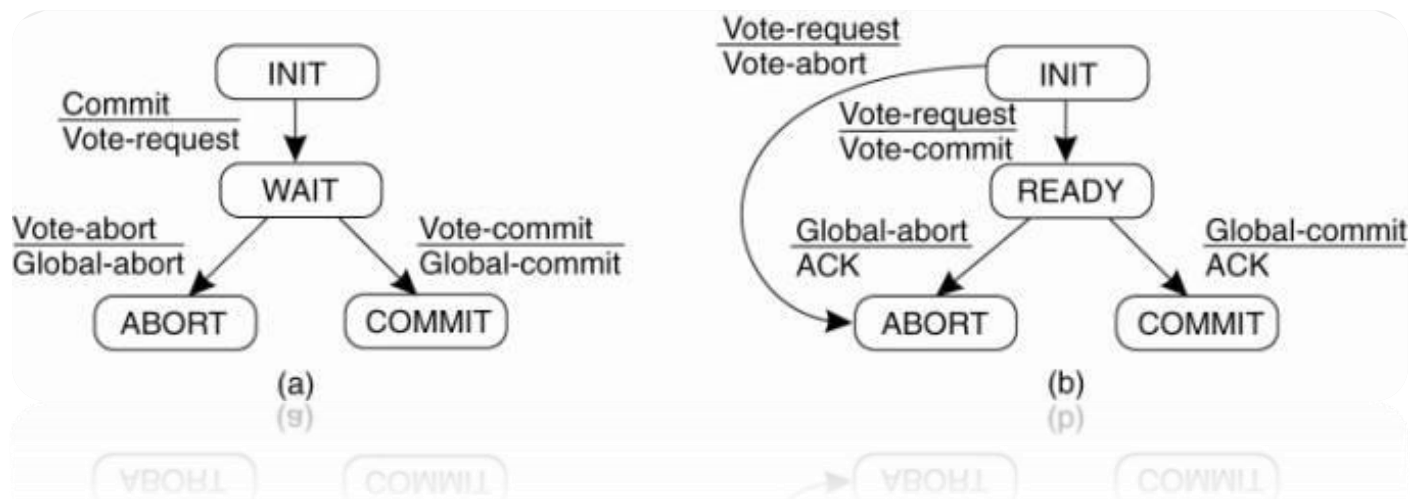 INIT
Commit
Vote-request
WAIT
Vote-abort
Global-abort
Vote-commit
Global-commit
ABORT
COMMIT
(a)
Vote-request
Vote-abort
INIT
Vote-request
Vote-commit
READY
Global-abort
ACK
Global-commit
ACK
ABORT
COMMIT
(b)